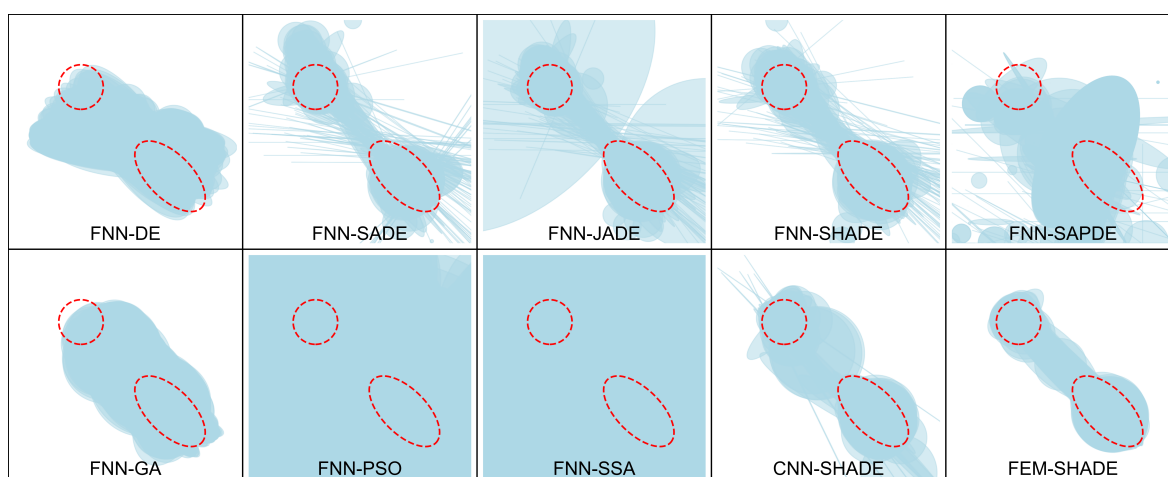 FNN-DE
FNN-SADE
FNN-JADE
FNN-SHADE
FNN-SAPDE
FNN-GA
FNN-PSO
FNN-SSA
CNN-SHADE
FEM-SHADE